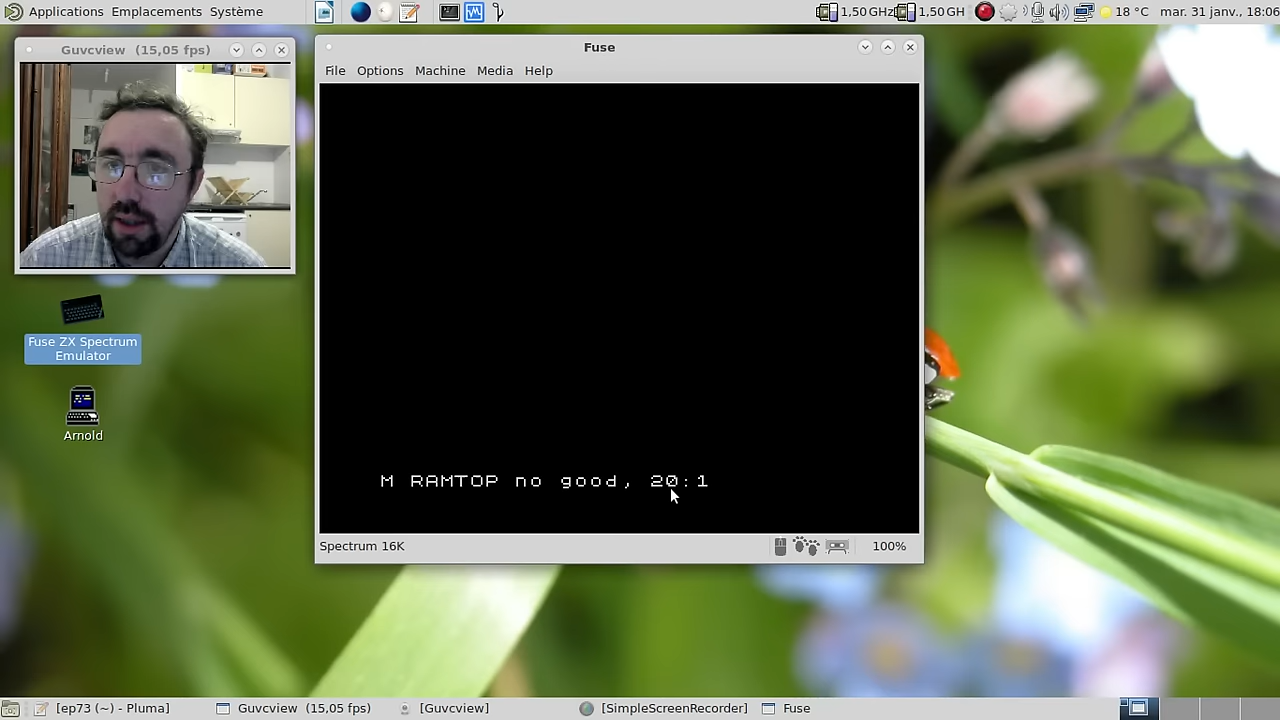 Applications Emplacements Système
1,50 GHz 1,50 GH 18 °C mar. 31 janv., 18:06
Guvcview (15,05 fps)
Fuse
File Options Machine Media Help
Fuse ZX Spectrum
Emulator
Arnold
M RAMTOP no good, 20:1
Spectrum 16K
100%
[ep73 (~) - Pluma]
Guvcview (15,05 fps)
[Guvcview]
[SimpleScreenRecorder]
Fuse